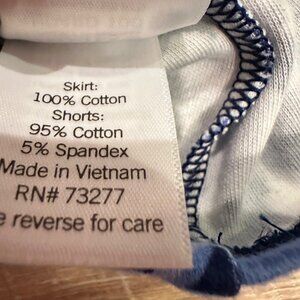 Skirt:
100% Cotton
Shorts:
95% Cotton
5% Spandex
Made in Vietnam
RN# 73277
reverse for care